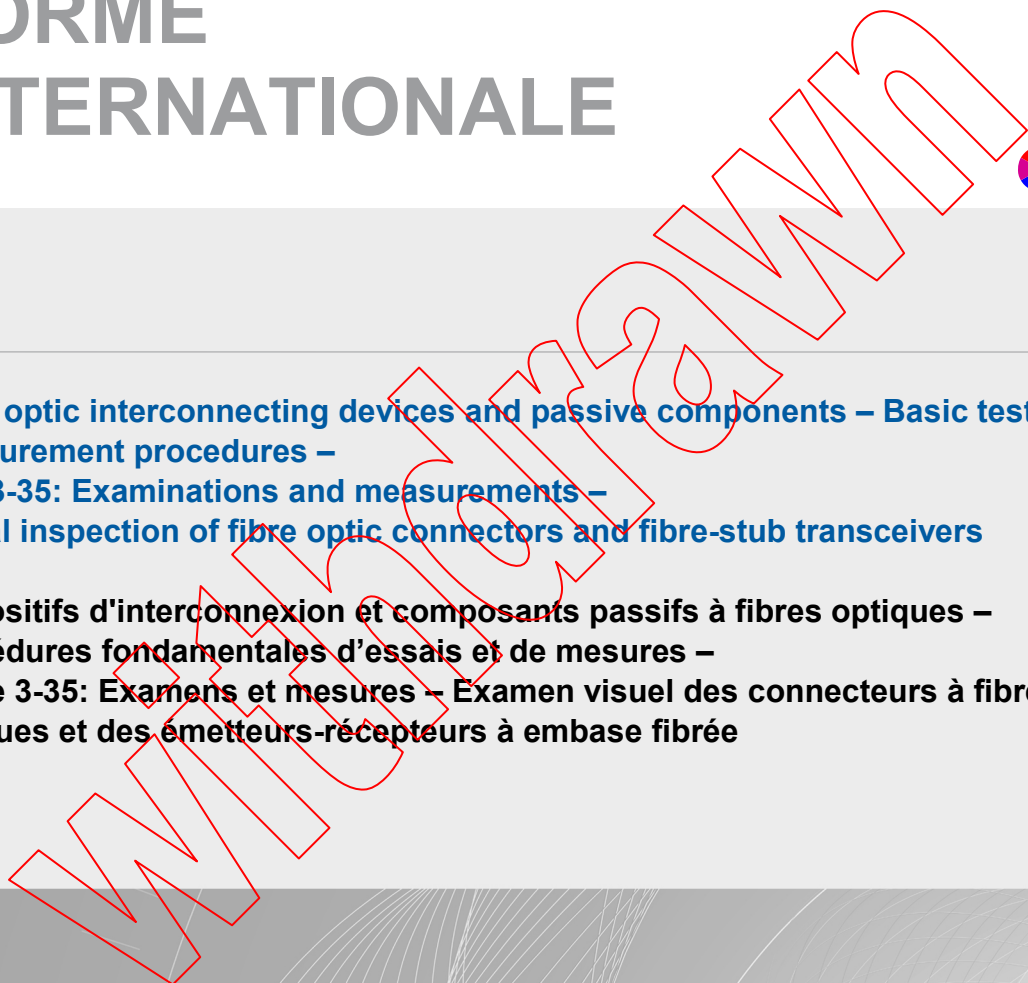 ORME
TERNATIONALE
optic interconnecting devices and passive components – Basic test
urement procedures –
3-35: Examinations and measurements –
l inspection of fibre optic connectors and fibre-stub transceivers
ositifs d'interconnexion et composants passifs à fibres optiques –
édures fondamentales d’essais et de mesures –
e 3-35: Examens et mesures – Examen visuel des connecteurs à fibre
ues et des émetteurs-récepteurs à embase fibrée
withdrawn